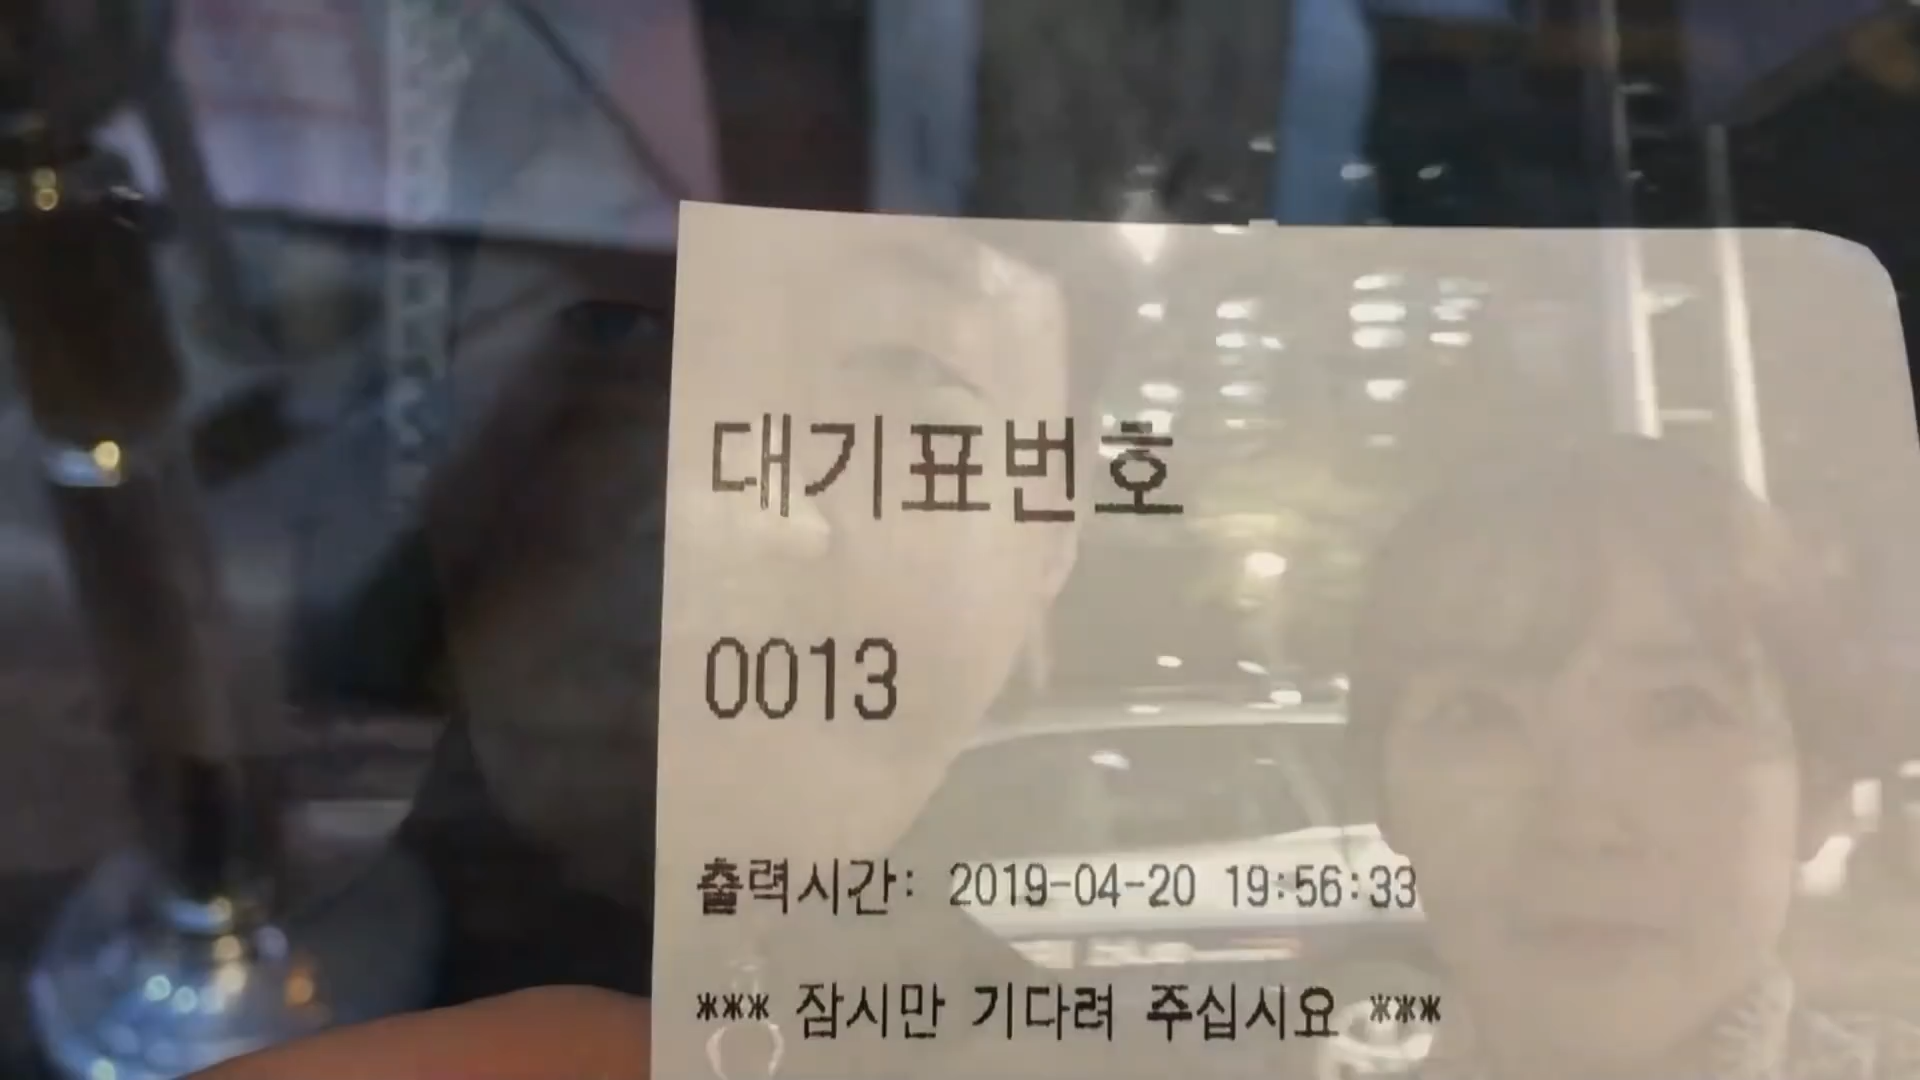 대기표번호
0013
출력시간: 2019-04-20 19:56:33
*** 잠시만 기다려 주십시요 ***